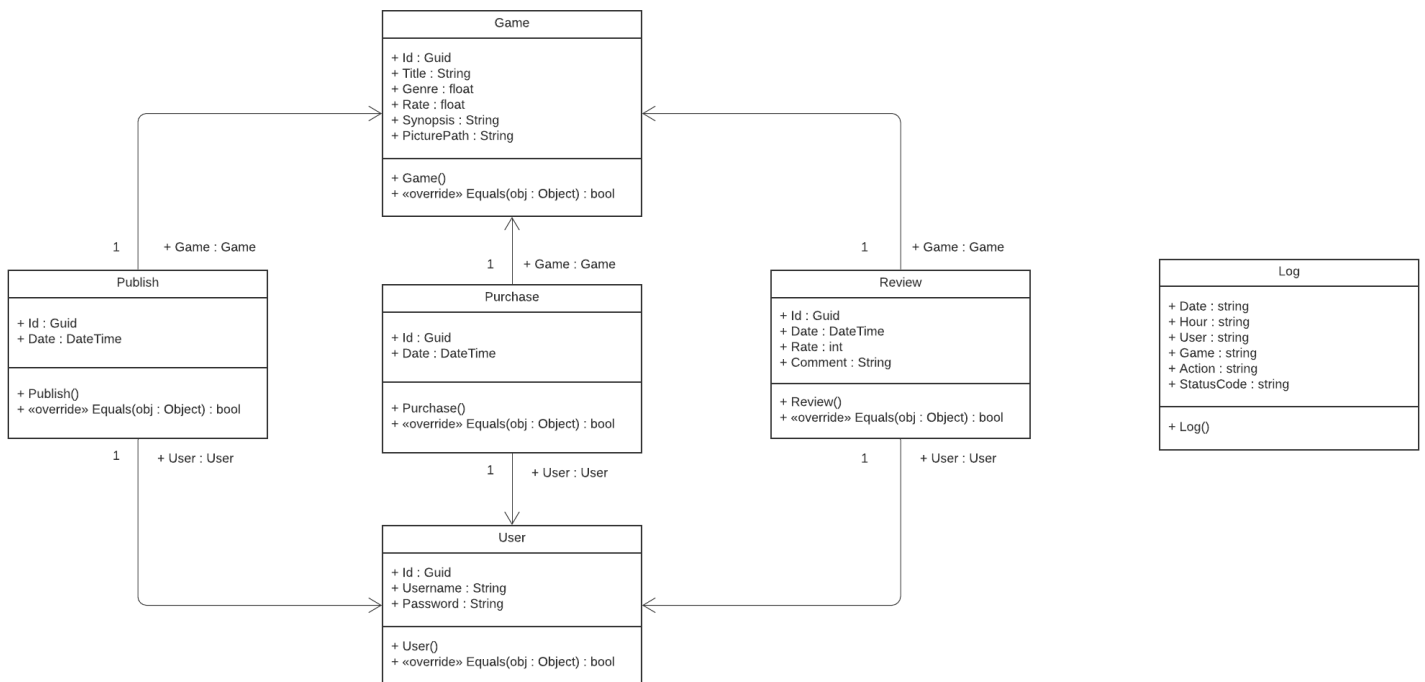 Game
+ Id : Guid
+ Title : String
+ Genre : float
+ Rate : float
+ Synopsis : String
+ PicturePath : String
+ Game()
+ «override» Equals(obj : Object) : bool
1
+ Game : Game
1
+ Game : Game
1
+ Game : Game
Publish
+ Id : Guid
+ Date : DateTime
+ Publish()
+ «override» Equals(obj : Object) : bool
1
+ User : User
Purchase
+ Id : Guid
+ Date : DateTime
+ Purchase()
+ «override» Equals(obj : Object) : bool
1
+ User : User
Review
+ Id : Guid
+ Date : DateTime
+ Rate : int
+ Comment : String
+ Review()
+ «override» Equals(obj : Object) : bool
1
+ User : User
Log
+ Date : string
+ Hour : string
+ User : string
+ Game : string
+ Action : string
+ StatusCode : string
+ Log()
User
+ Id : Guid
+ Username : String
+ Password : String
+ User()
+ «override» Equals(obj : Object) : bool